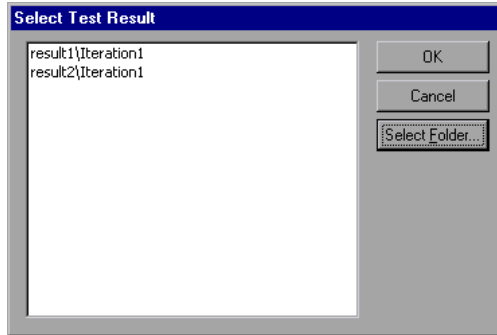 Select Test Result
result1\Iteration1
result2\Iteration1
OK
Cancel
Select Folder...